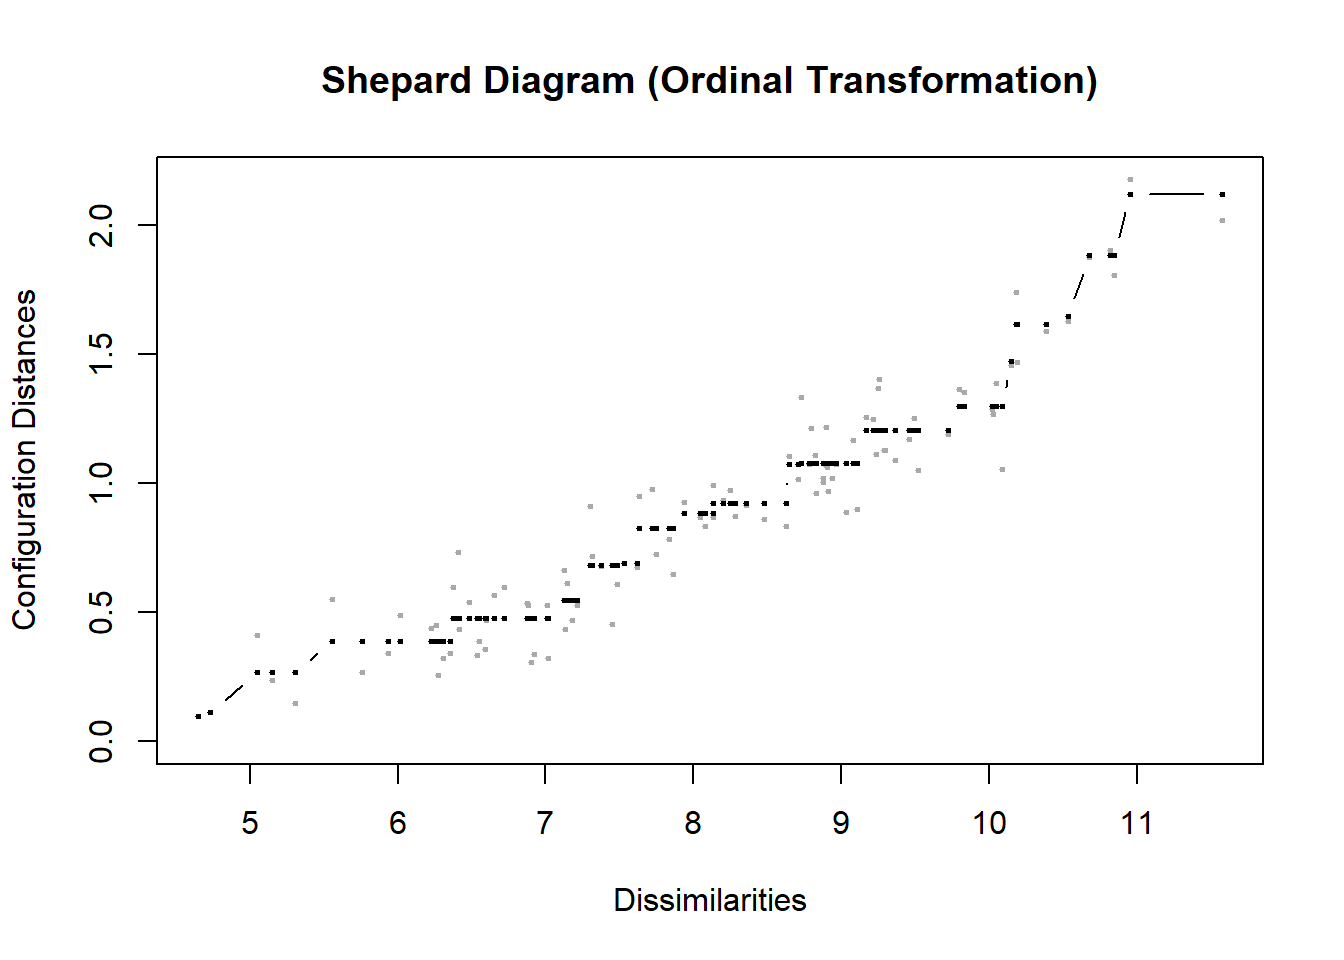 Shepard Diagram (Ordinal Transformation)
Configuration Distances
2.0
1.5
1.0
0.5
0.0
5 6 7 8 9 10 11
Dissimilarities